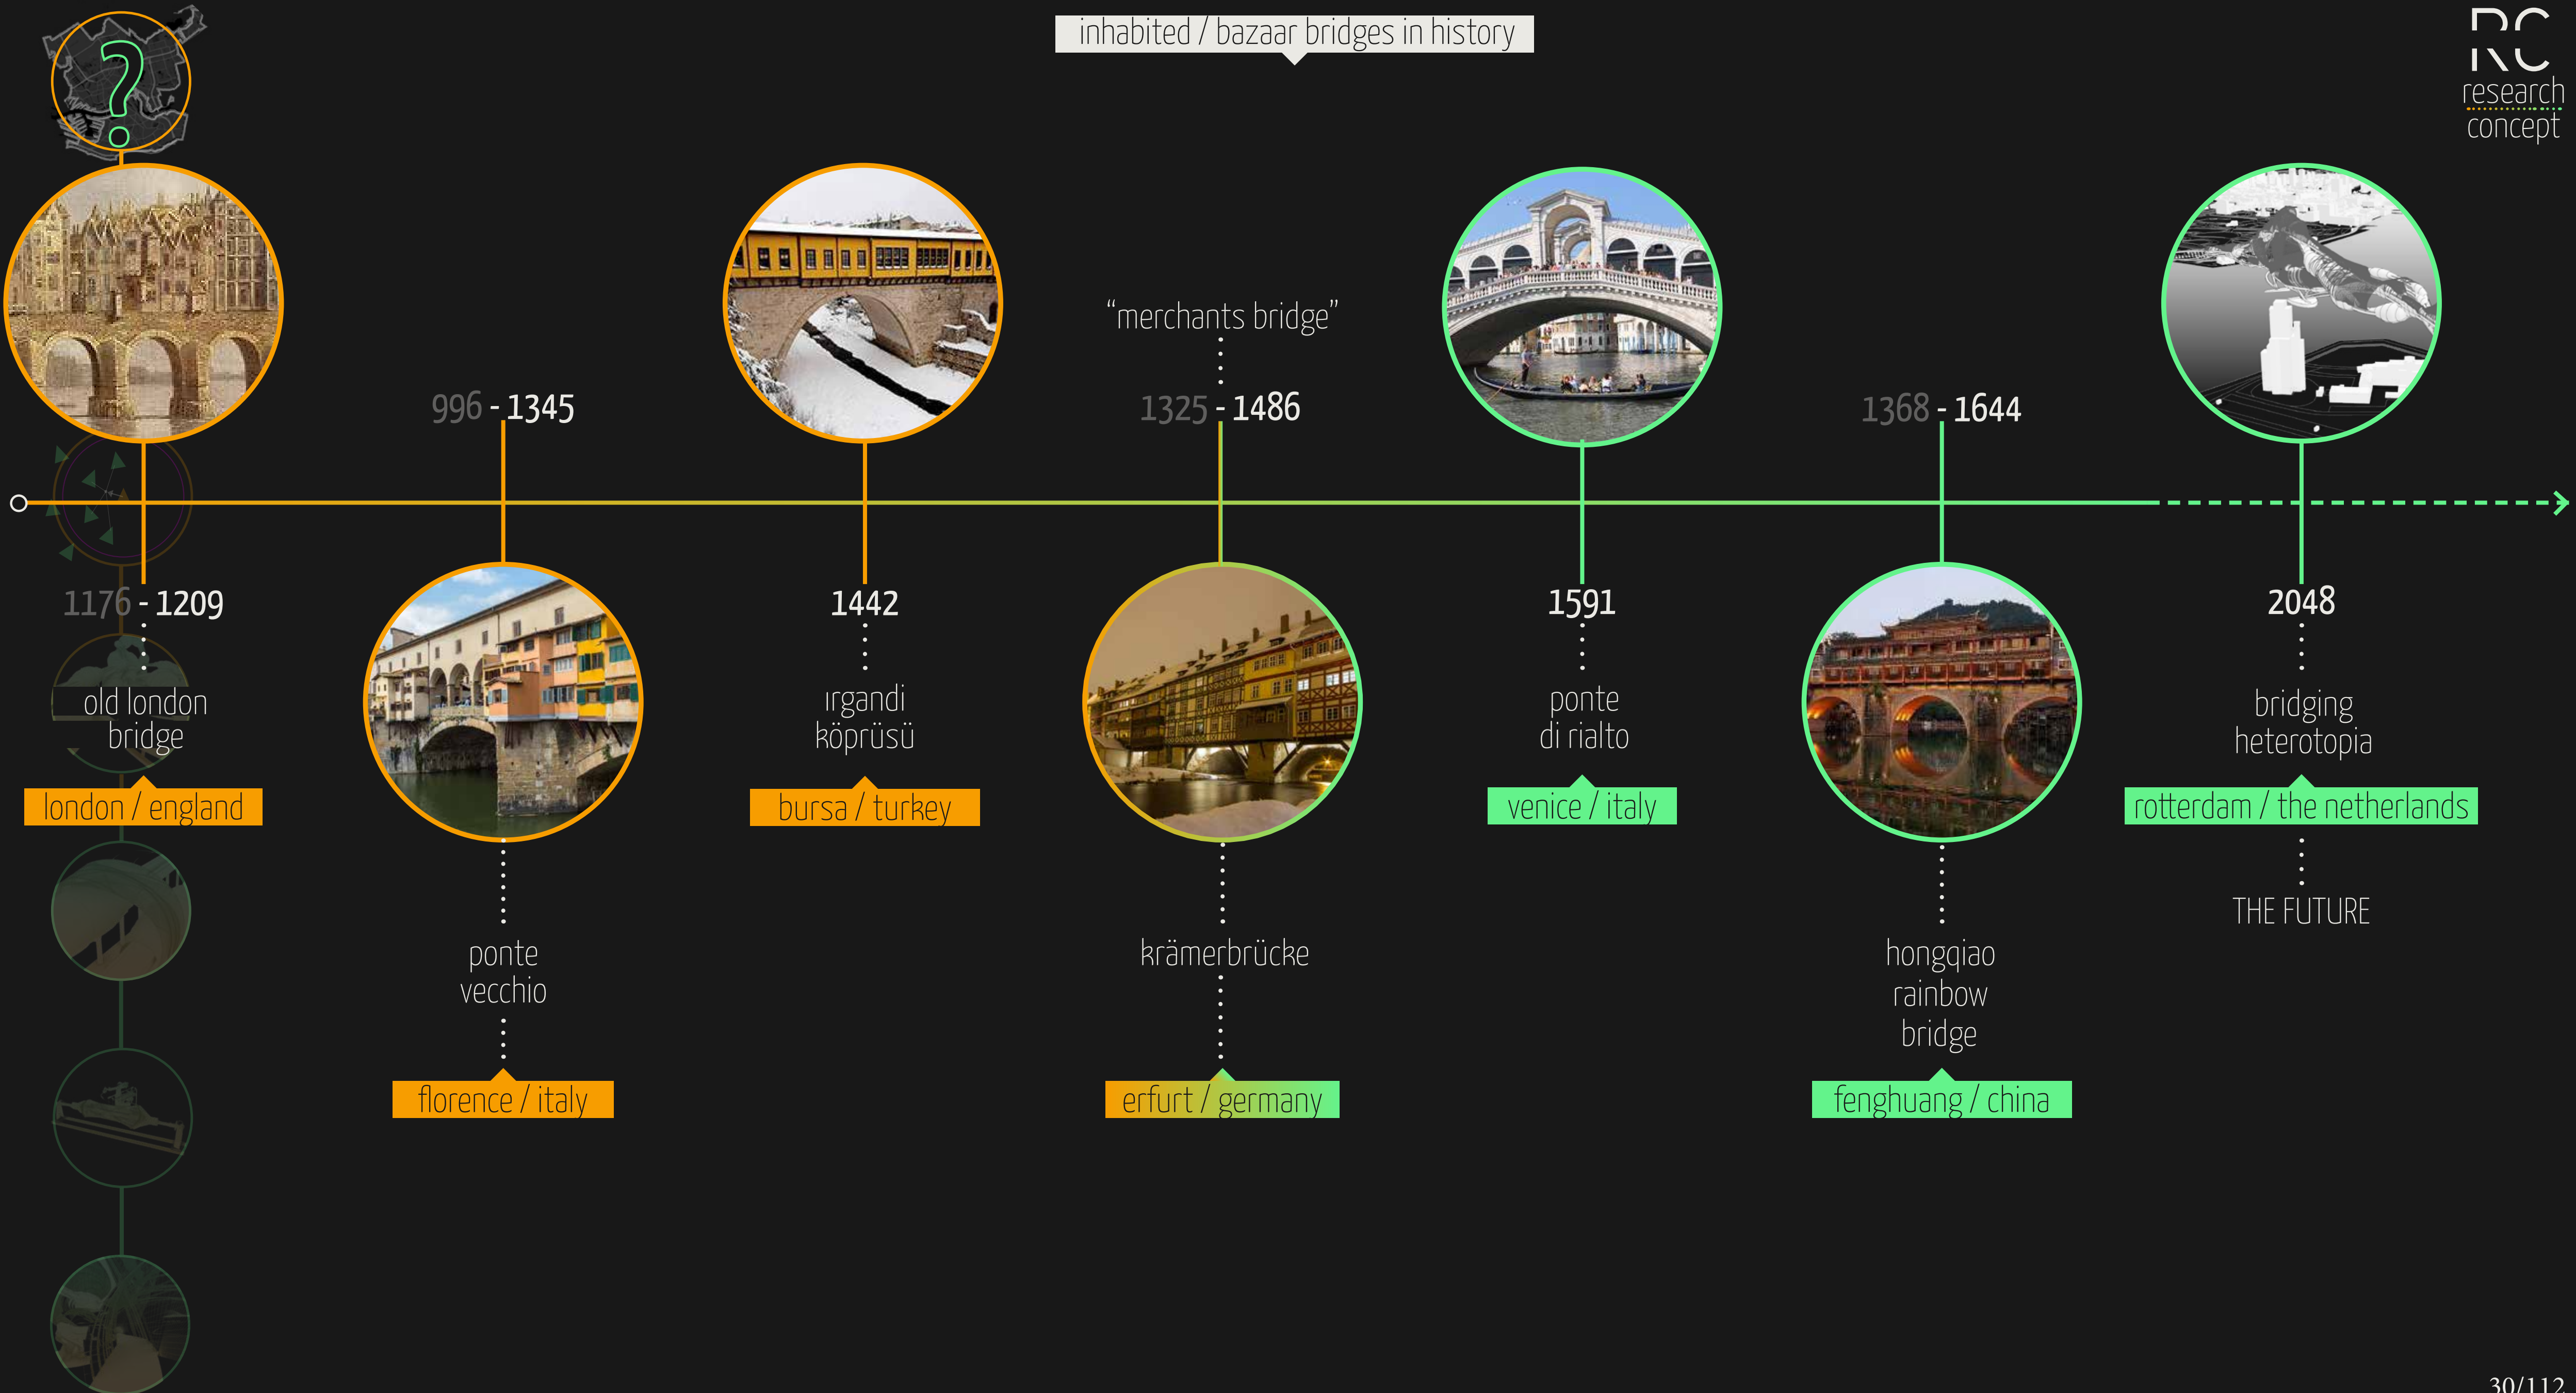 ?
inhabited / bazaar bridges in history
RC
research
concept
1176 - 1209
old london
bridge
london / england
996 - 1345
ponte
vecchio
florence / italy
1442
ırgandi
köprüsü
bursa / turkey
“merchants bridge”
1325 - 1486
krämerbrücke
erfurt / germany
1591
ponte
di rialto
venice / italy
1368 - 1644
hongqiao
rainbow
bridge
fenghuang / china
2048
bridging
heterotopia
rotterdam / the netherlands
THE FUTURE
30/112